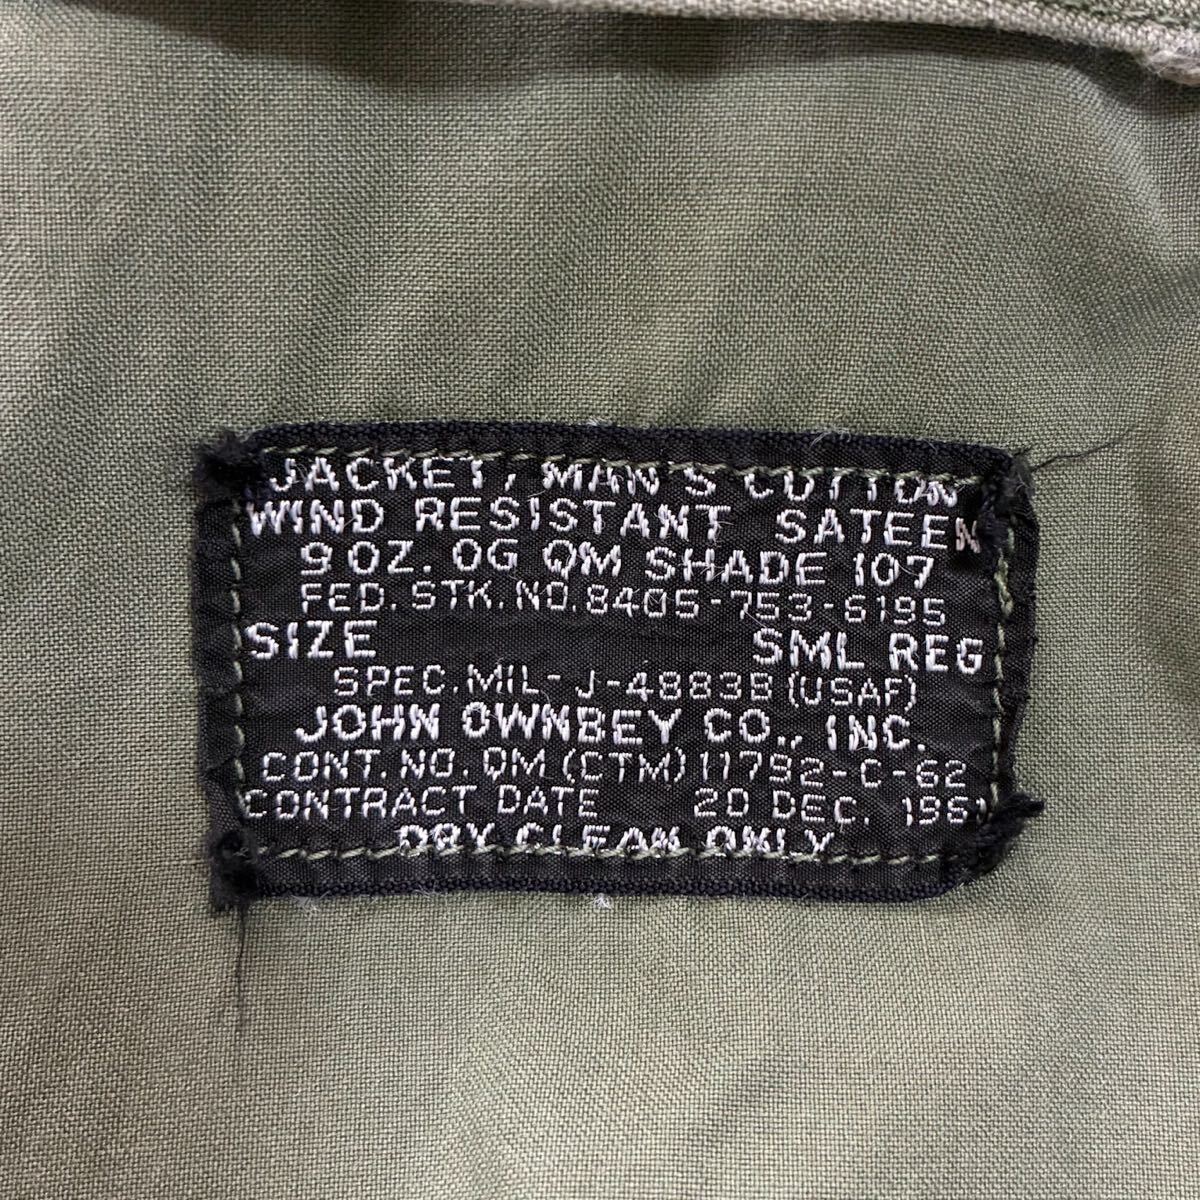 JACKET, MAN'S COTTON
WIND RESISTANT SATEEN
9 OZ. OG QM SHADE 107
FED. STK. NO. 8405-753-6195
SIZE SML REG
SPEC. MIL-J-4883B (USAF)
JOHN OWNBEY CO., INC.
CONT. NO. QM (CTM) 11792-C-62
CONTRACT DATE 20 DEC. 1961
DRY CLEAN ONLY